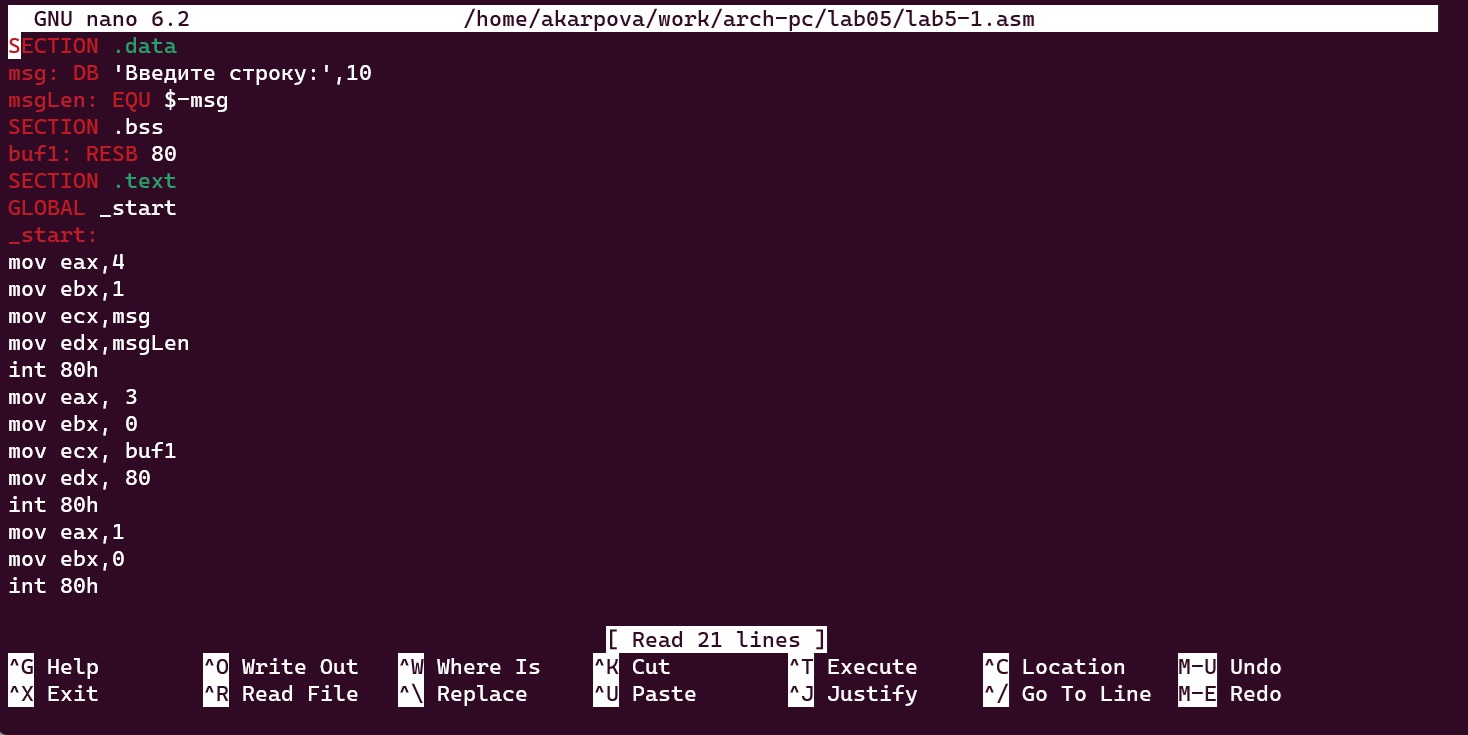 GNU nano 6.2 /home/akarpova/work/arch-pc/lab05/lab5-1.asm
SECTION .data
msg: DB 'Введите строку:',10
msgLen: EQU $-msg
SECTION .bss
buf1: RESB 80
SECTION .text
GLOBAL _start
_start:
mov eax,4
mov ebx,1
mov ecx,msg
mov edx,msgLen
int 80h
mov eax, 3
mov ebx, 0
mov ecx, buf1
mov edx, 80
int 80h
mov eax,1
mov ebx,0
int 80h
[ Read 21 lines ]
^G Help ^O Write Out ^W Where Is ^K Cut ^T Execute ^C Location M-U Undo
^X Exit ^R Read File ^\ Replace ^U Paste ^J Justify ^/ Go To Line M-E Redo